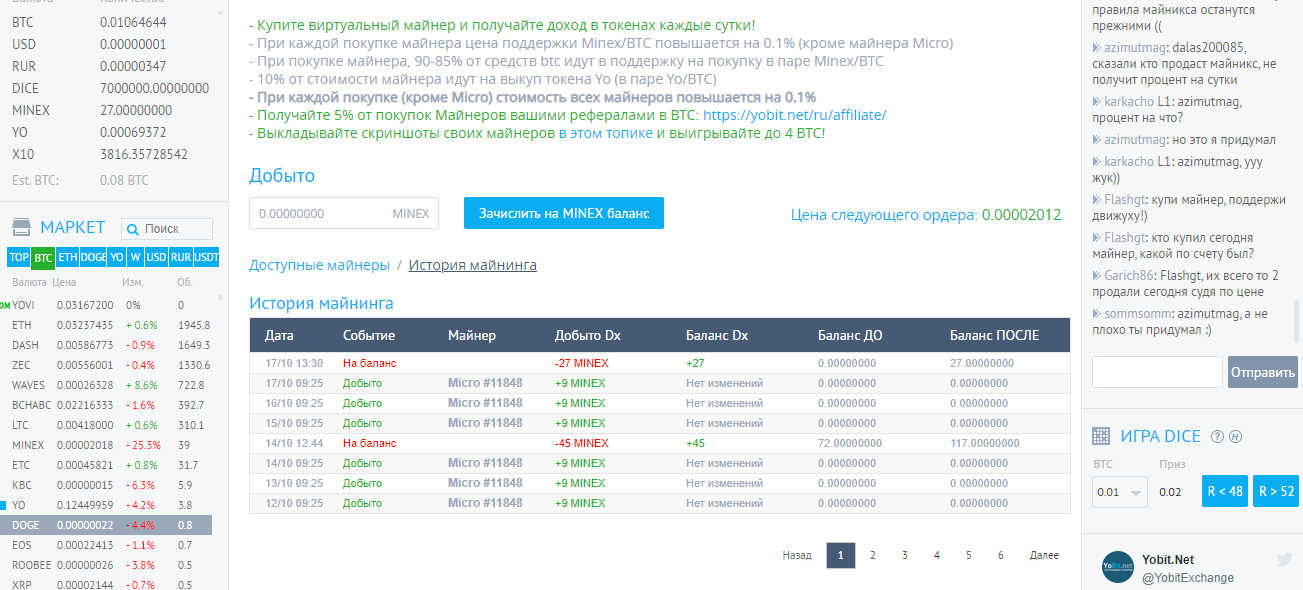 Валюта Количество
BTC 0.01064644
USD 0.00000001
RUR 0.00000347
DICE 7000000.00000000
MINEX 27.00000000
YO 0.00069372
X10 3816.35728542
Est. BTC: 0.08 BTC
МАРКЕТ
Поиск
TOP BTC ETH DOGE YO W USD RUR USDT
Валюта Цена Изм. Об.
YOVI 0.03167200 0% 0
ETH 0.03237435 + 0.6% 1945.8
DASH 0.05586773 - 0.9% 1649.3
ZEC 0.00556001 - 0.4% 1330.6
WAVES 0.00026328 + 8.6% 722.8
BCHABC 0.02216333 - 1.6% 392.7
LTC 0.00418000 + 0.6% 310.1
MINEX 0.00002018 - 25.3% 39
ETC 0.00045821 + 0.8% 31.7
KBC 0.00000015 - 6.3% 5.9
YO 0.12449959 - 4.2% 3.8
DOGE 0.00000022 - 4.4% 0.8
EOS 0.00022413 - 1.1% 0.7
ROOBEE 0.00000026 - 3.8% 0.5
XRP 0.00002144 - 0.7% 0.5
- Купите виртуальный майнер и получайте доход в токенах каждые сутки!
- При каждой покупке майнера цена поддержки Minex/BTC повышается на 0.1% (кроме майнера Micro)
- При покупке майнера, 90-85% от средств btc идут в поддержку на покупку в паре Minex/BTC
- 10% от стоимости майнера идут на выкуп токена Yo (в паре Yo/BTC)
- При каждой покупке (кроме Micro) стоимость всех майнеров повышается на 0.1%
- Получайте 5% от покупок Майнеров вашими рефералами в BTC: https://yobit.net/ru/affiliate/
- Выкладывайте скриншоты своих майнеров в этом топике и выигрывайте до 4 BTC!
Добыто
0.00000000 MINEX
Зачислить на MINEX баланс
Цена следующего ордера: 0.00002012
Доступные майнеры / История майнинга
История майнинга
Дата Событие Майнер Добыто Dx Баланс Dx Баланс ДО Баланс ПОСЛЕ
17/10 13:30 На баланс -27 MINEX +27 0.00000000 27.00000000
17/10 09:25 Добыто Micro #11848 +9 MINEX Нет изменений 0.00000000 0.00000000
16/10 09:25 Добыто Micro #11848 +9 MINEX Нет изменений 0.00000000 0.00000000
15/10 09:25 Добыто Micro #11848 +9 MINEX Нет изменений 0.00000000 0.00000000
14/10 12:44 На баланс -45 MINEX +45 72.00000000 117.00000000
14/10 09:25 Добыто Micro #11848 +9 MINEX Нет изменений 0.00000000 0.00000000
13/10 09:25 Добыто Micro #11848 +9 MINEX Нет изменений 0.00000000 0.00000000
12/10 09:25 Добыто Micro #11848 +9 MINEX Нет изменений 0.00000000 0.00000000
Назад 1 2 3 4 5 6 Далее
правила майникса останутся
прежними ((
azimutmag: dalas200085,
сказали кто продаст майникс, не
получит процент на сутки
karkacho L1: azimutmag,
процент на что?
azimutmag: но это я придумал
karkacho L1: azimutmag, ууу
жук))
Flashgt: купи майнер, поддержи
движуху!)
Flashgt: кто купил сегодня
майнер, какой по счету был?
Garich86: Flashgt, их всего то 2
продали сегодня судя по цене
sommsomm: azimutmag, а не
плохо ты придумал :)
Отправить
ИГРА DICE ? H
BTC Приз
0.01 0.02 R < 48 R > 52
YoBit.net
Yobit.Net
@YobitExchange